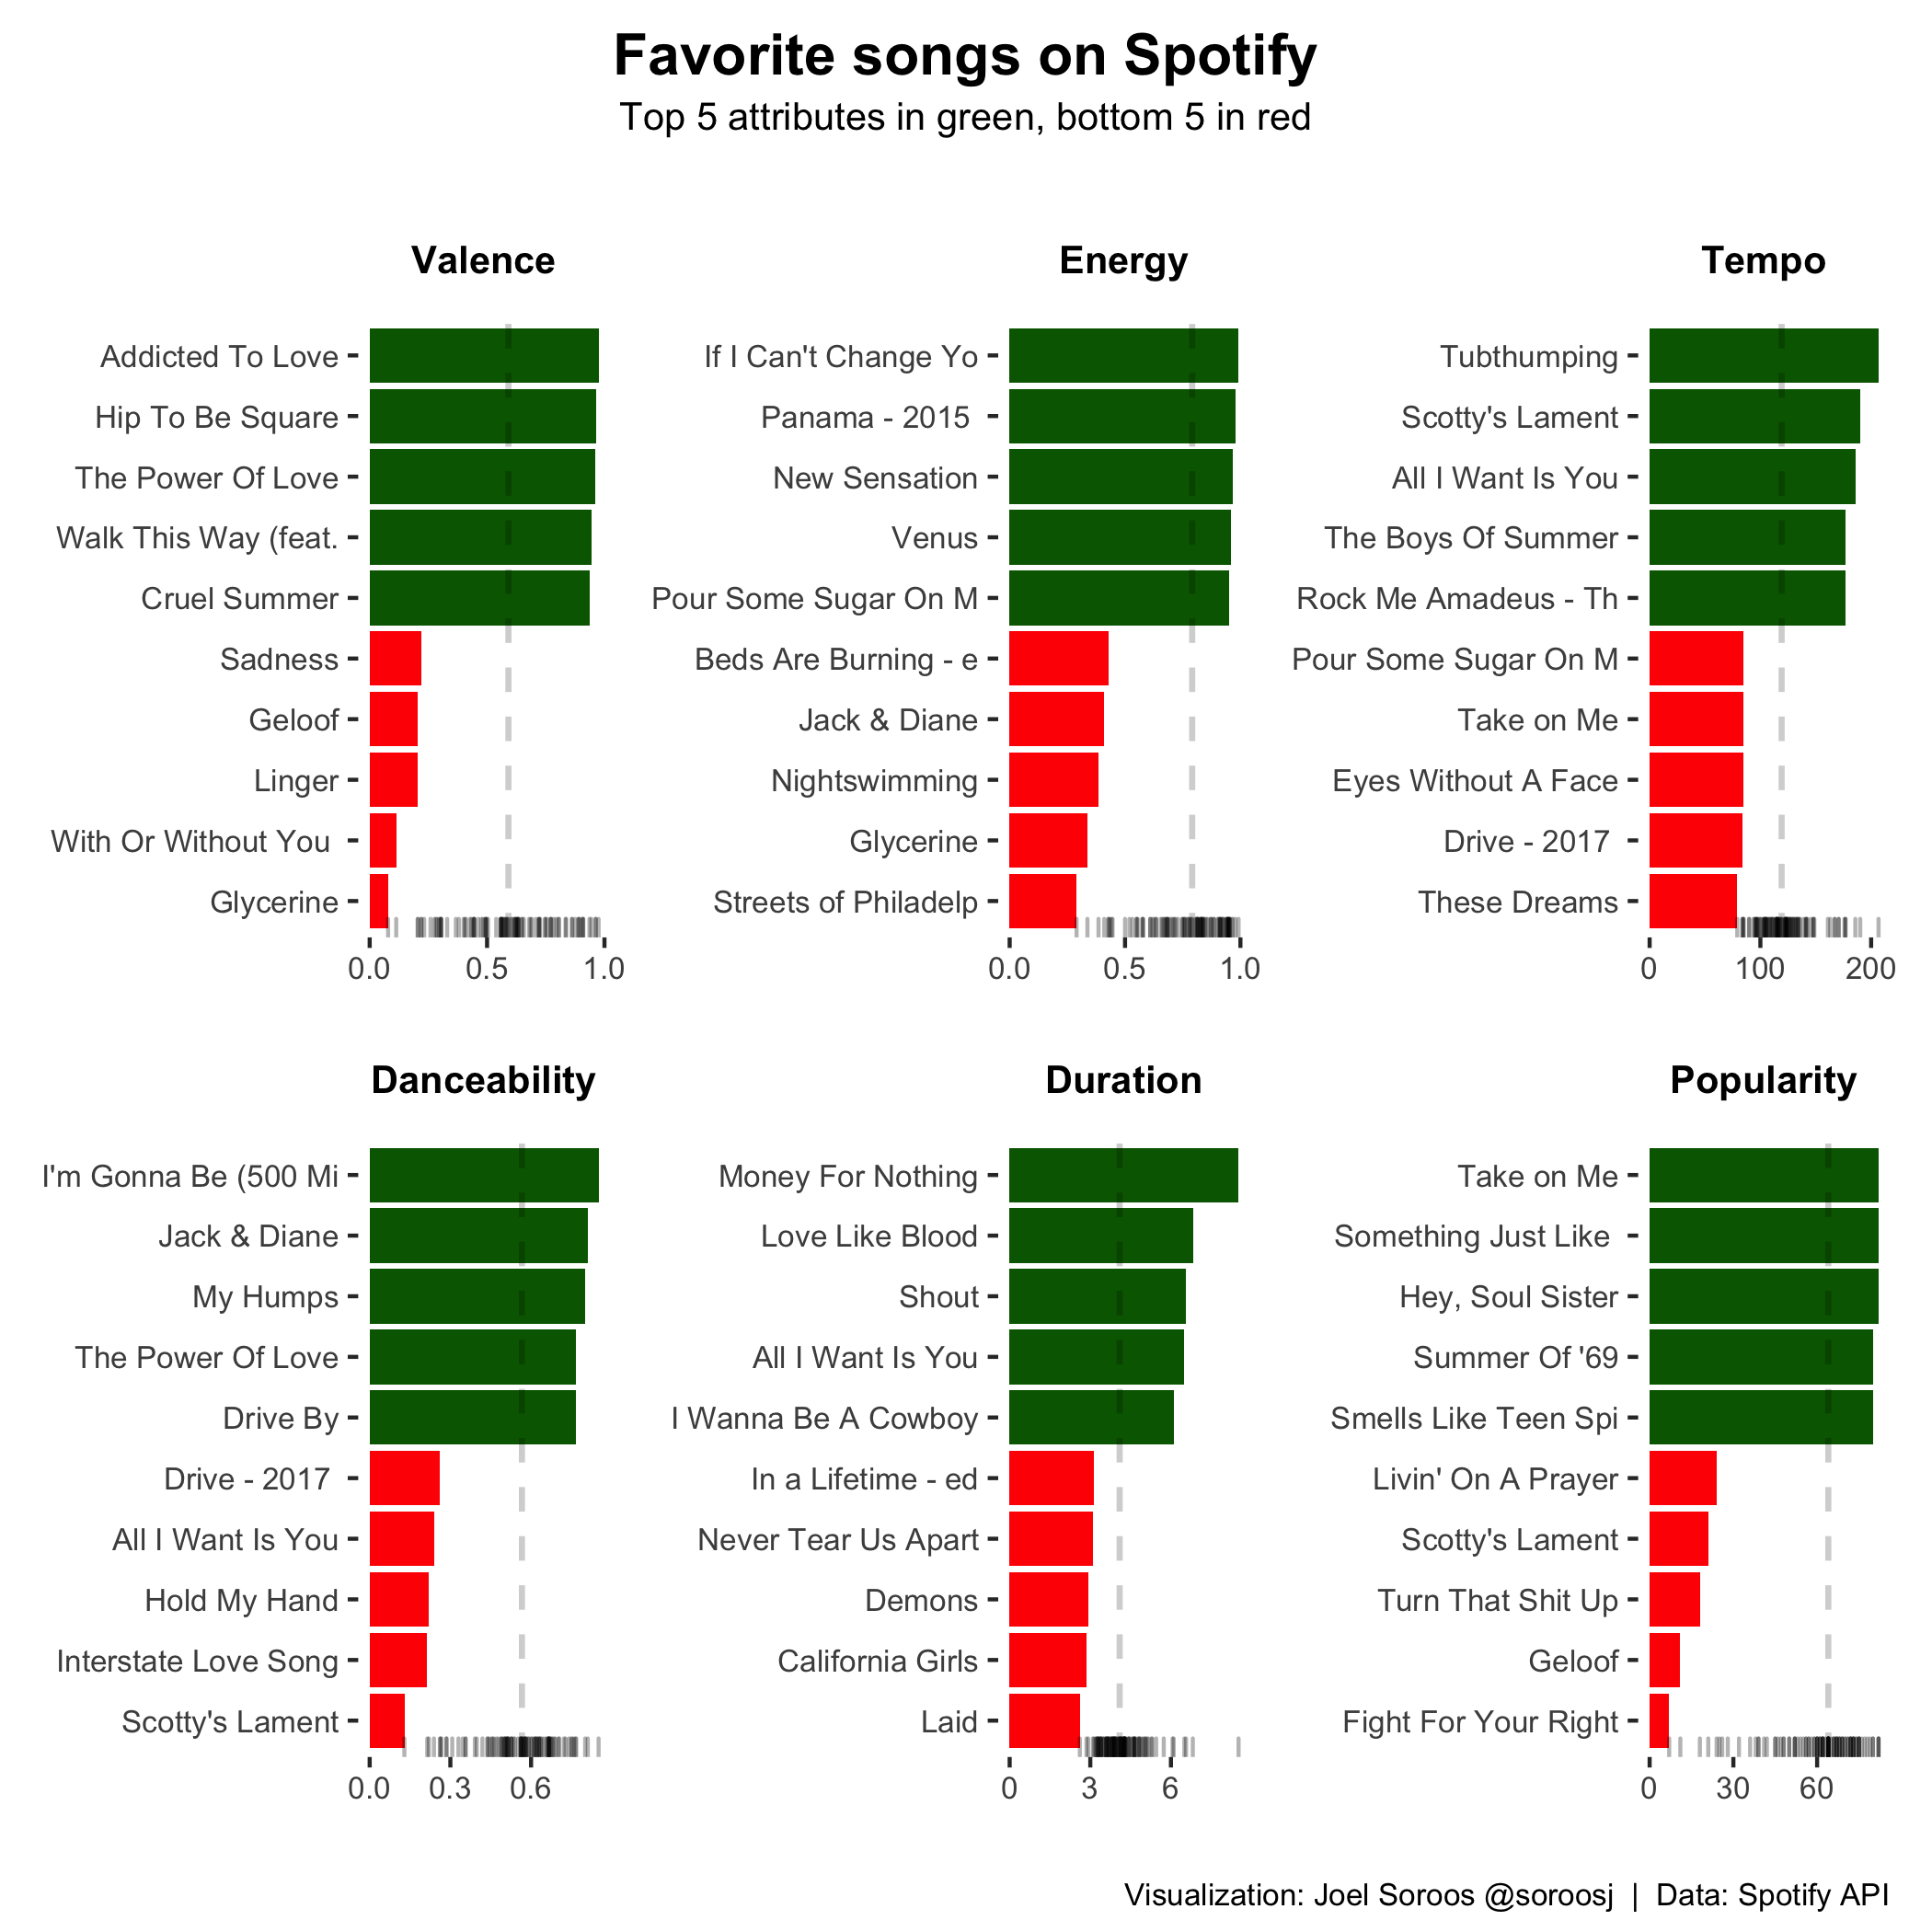 Favorite songs on Spotify
Top 5 attributes in green, bottom 5 in red
Valence
Addicted To Love
Hip To Be Square
The Power Of Love
Walk This Way (feat.
Cruel Summer
Sadness
Geloof
Linger
With Or Without You
Glycerine
0.0 0.5 1.0
Energy
If I Can't Change Yo
Panama - 2015
New Sensation
Venus
Pour Some Sugar On M
Beds Are Burning - e
Jack & Diane
Nightswimming
Glycerine
Streets of Philadelp
0.0 0.5 1.0
Tempo
Tubthumping
Scotty's Lament
All I Want Is You
The Boys Of Summer
Rock Me Amadeus - Th
Pour Some Sugar On M
Take on Me
Eyes Without A Face
Drive - 2017
These Dreams
0 100 200
Danceability
I'm Gonna Be (500 Mi
Jack & Diane
My Humps
The Power Of Love
Drive By
Drive - 2017
All I Want Is You
Hold My Hand
Interstate Love Song
Scotty's Lament
0.0 0.3 0.6
Duration
Money For Nothing
Love Like Blood
Shout
All I Want Is You
I Wanna Be A Cowboy
In a Lifetime - ed
Never Tear Us Apart
Demons
California Girls
Laid
0 3 6
Popularity
Take on Me
Something Just Like
Hey, Soul Sister
Summer Of '69
Smells Like Teen Spi
Livin' On A Prayer
Scotty's Lament
Turn That Shit Up
Geloof
Fight For Your Right
0 30 60
Visualization: Joel Soroos @soroosj | Data: Spotify API